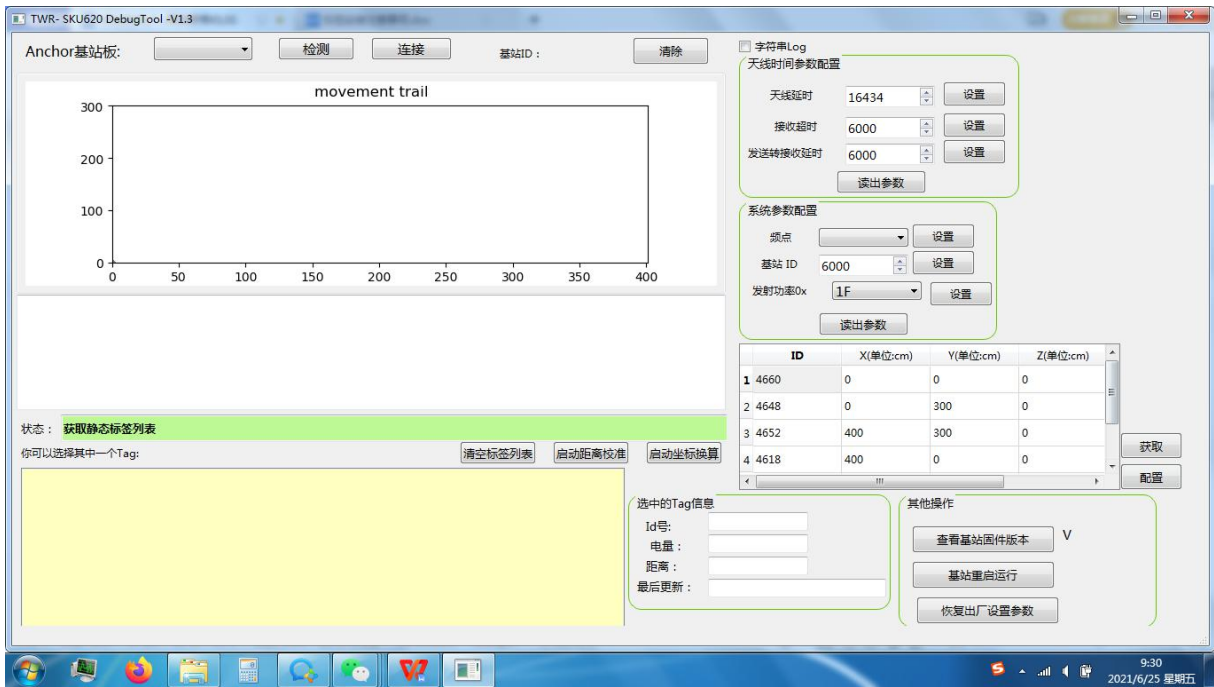 TWR- SKU620 DebugTool -V1.3
Anchor基站板: 检测 连接 基站ID： 清除
movement trail
300
200
100
0
0 50 100 150 200 250 300 350 400
状态： 获取静态标签列表
你可以选择其中一个Tag: 清空标签列表 启动距离校准 启动坐标换算
字符串Log
天线时间参数配置
天线延时 16434 设置
接收超时 6000 设置
发送转接收延时 6000 设置
读出参数
系统参数配置
频点 设置
基站 ID 6000 设置
发射功率0x 1F 设置
读出参数
ID X(单位:cm) Y(单位:cm) Z(单位:cm)
1 4660 0 0 0
2 4648 0 300 0
3 4652 400 300 0
4 4618 400 0 0
获取
配置
选中的Tag信息
Id号:
电量：
距离：
最后更新：
其他操作
查看基站固件版本 V
基站重启运行
恢复出厂设置参数
9:30
2021/6/25 星期五